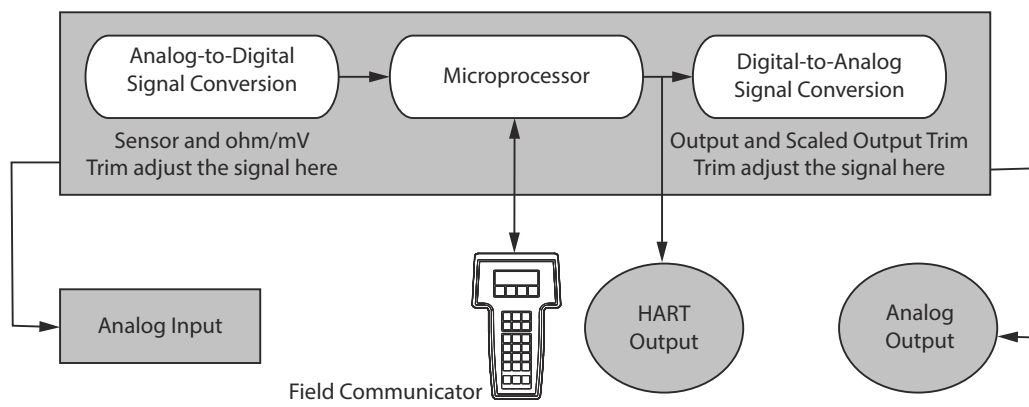 Analog-to-Digital
Signal Conversion
Microprocessor
Digital-to-Analog
Signal Conversion
Sensor and ohm/mV
Trim adjust the signal here
Output and Scaled Output Trim
Trim adjust the signal here
Analog Input
Field Communicator
HART
Output
Analog
Output